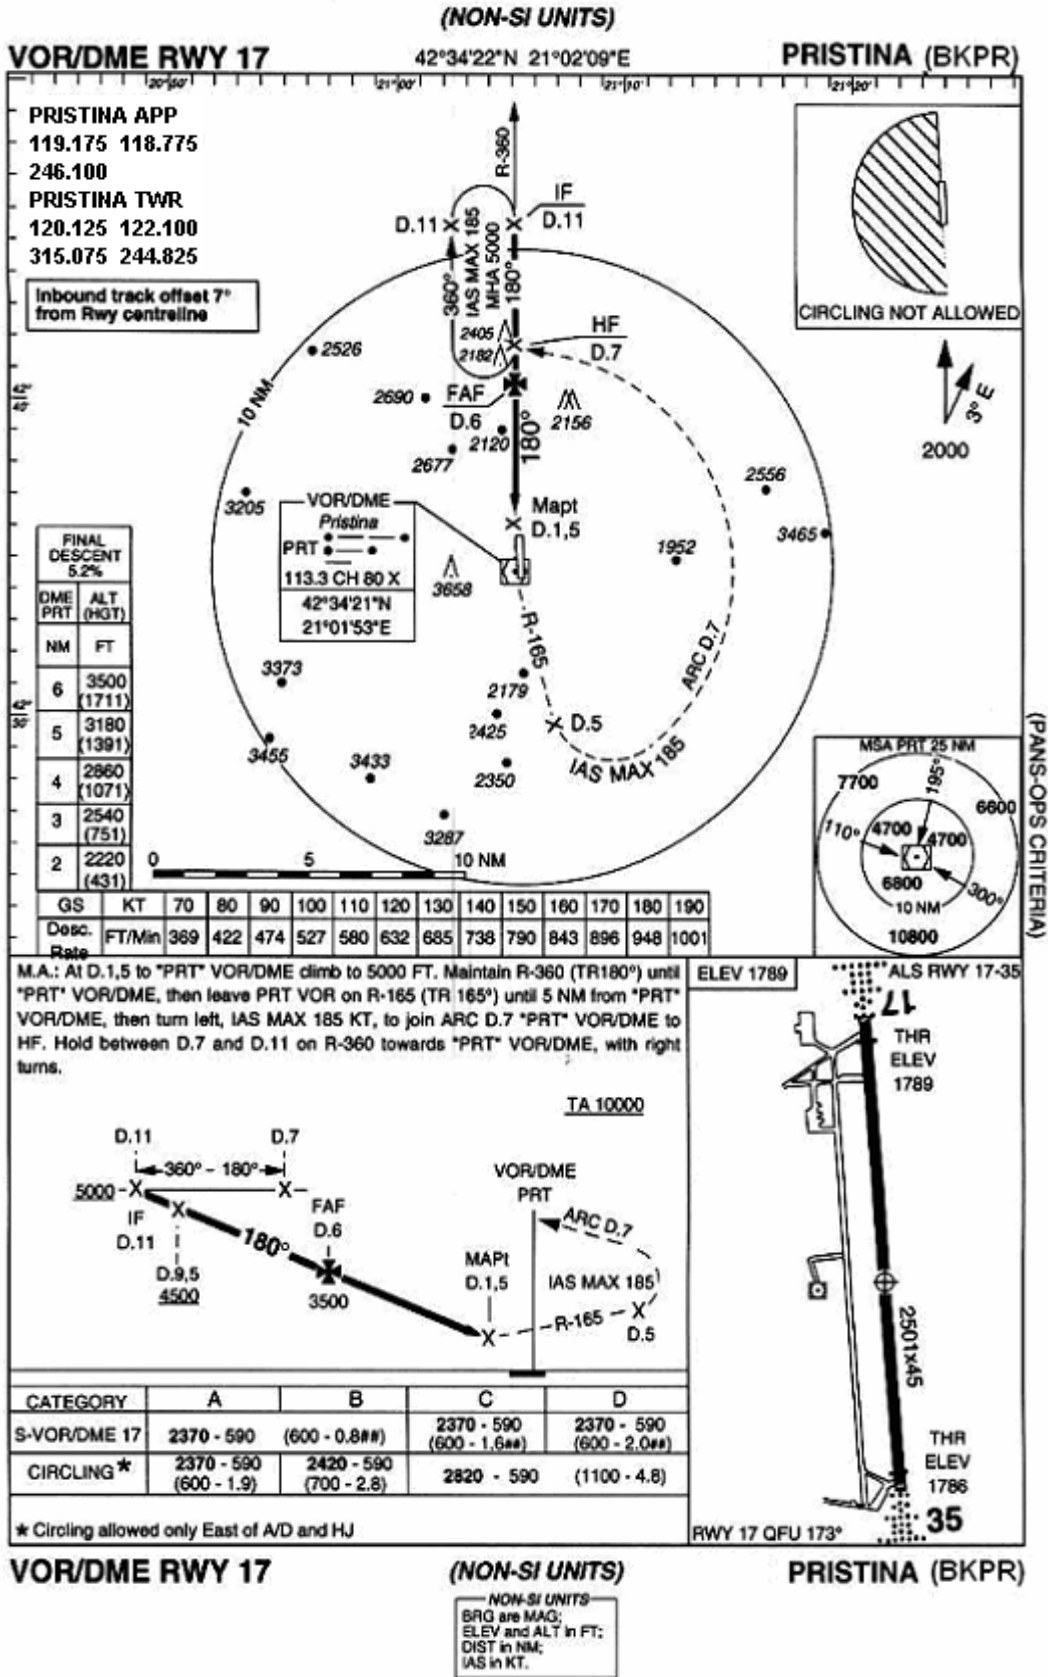 (NON-SI UNITS)
VOR/DME RWY 17
42°34'22"N 21°02'09"E
PRISTINA (BKPR)
20°50'
21°00'
21°10'
21°20'
PRISTINA APP
119.175 118.775
246.100
PRISTINA TWR
120.125 122.100
315.075 244.825
Inbound track offset 7°
from Rwy centreline
R-360
D.11
IF
D.11
IAS MAX 185
MHA 5000
360°
180°
CIRCLING NOT ALLOWED
HF
D.7
2405
2182
2526
10 NM
2690
FAF
D.6
2120
180°
2156
2677
3° E
2000
42°
40'
3205
2556
3465
VOR/DME
Pristina
PRT
113.3 CH 80 X
42°34'21"N
21°01'53"E
Mapt
D.1,5
1952
3658
R-165
ARC D.7
FINAL
DESCENT
5.2%
DME PRT
ALT (HGT)
NM FT
6 3500 (1711)
5 3180 (1391)
4 2860 (1071)
3 2540 (751)
2 2220 (431)
42°
30'
3373
2179
D.5
2425
3455
3433
2350
IAS MAX 185
3287
0 5 10 NM
MSA PRT 25 NM
7700
195°
6600
110°
4700
4700
6800
300°
10 NM
10800
(PANS-OPS CRITERIA)
GS KT 70 80 90 100 110 120 130 140 150 160 170 180 190
Desc. Rate FT/Min 369 422 474 527 580 632 685 738 790 843 896 948 1001
M.A.: At D.1,5 to "PRT" VOR/DME climb to 5000 FT. Maintain R-360 (TR180°) until
"PRT" VOR/DME, then leave PRT VOR on R-165 (TR 165°) until 5 NM from "PRT"
VOR/DME, then turn left, IAS MAX 185 KT, to join ARC D.7 "PRT" VOR/DME to
HF. Hold between D.7 and D.11 on R-360 towards "PRT" VOR/DME, with right
turns.
TA 10000
D.11
D.7
360° - 180°
5000
IF
D.11
FAF
D.6
180°
D.9,5
4500
3500
MAPt
D.1,5
VOR/DME
PRT
ARC D.7
IAS MAX 185
R-165
D.5
ELEV 1789
ALS RWY 17-35
17
THR
ELEV
1789
2501x45
THR
ELEV
1786
35
RWY 17 QFU 173°
CATEGORY A B C D
S-VOR/DME 17 2370 - 590 (600 - 0.8##) 2370 - 590 (600 - 1.6##) 2370 - 590 (600 - 2.0##)
CIRCLING* 2370 - 590 (600 - 1.9) 2420 - 590 (700 - 2.8) 2820 - 590 (1100 - 4.8)
* Circling allowed only East of A/D and HJ
VOR/DME RWY 17
(NON-SI UNITS)
PRISTINA (BKPR)
NON-SI UNITS
BRG are MAG;
ELEV and ALT in FT;
DIST in NM;
IAS in KT.